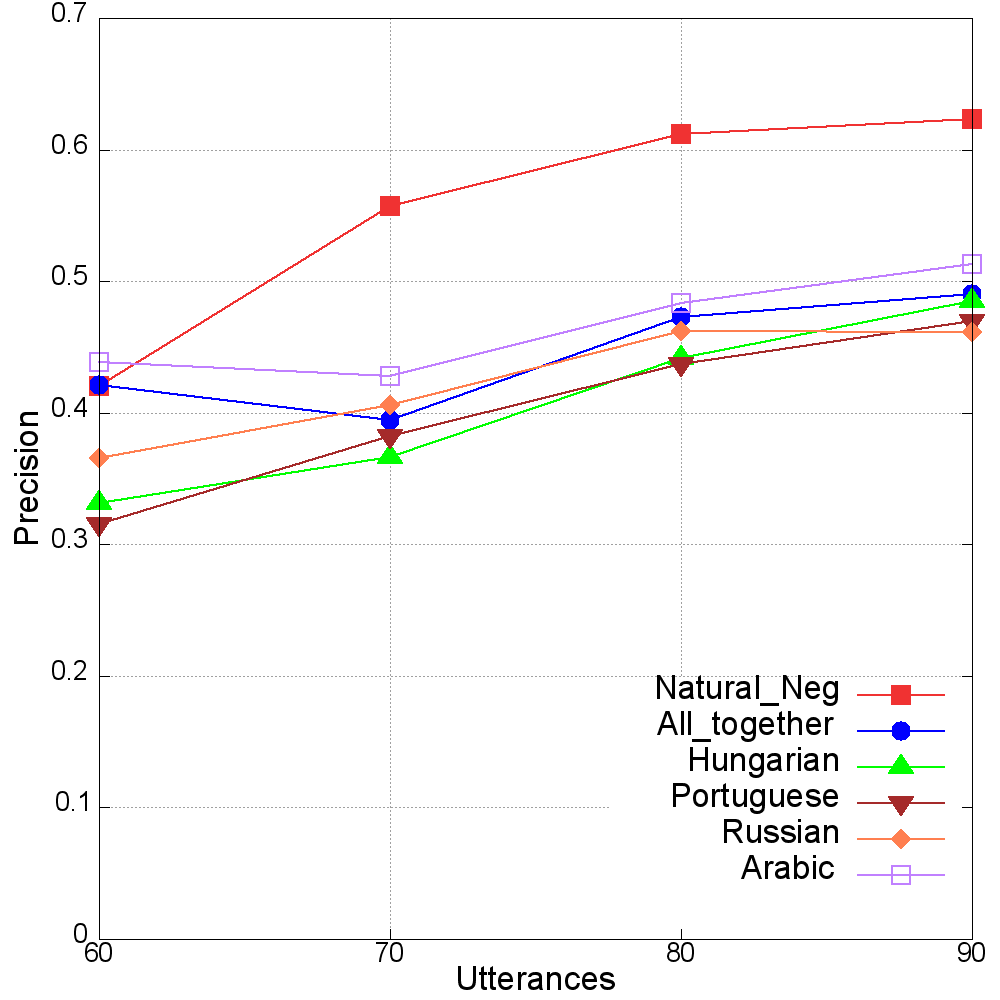 0.7
0.6
0.5
0.4
0.3
0.2
0.1
0
Precision
60 70 80 90
Utterances
Natural_Neg
All_together
Hungarian
Portuguese
Russian
Arabic